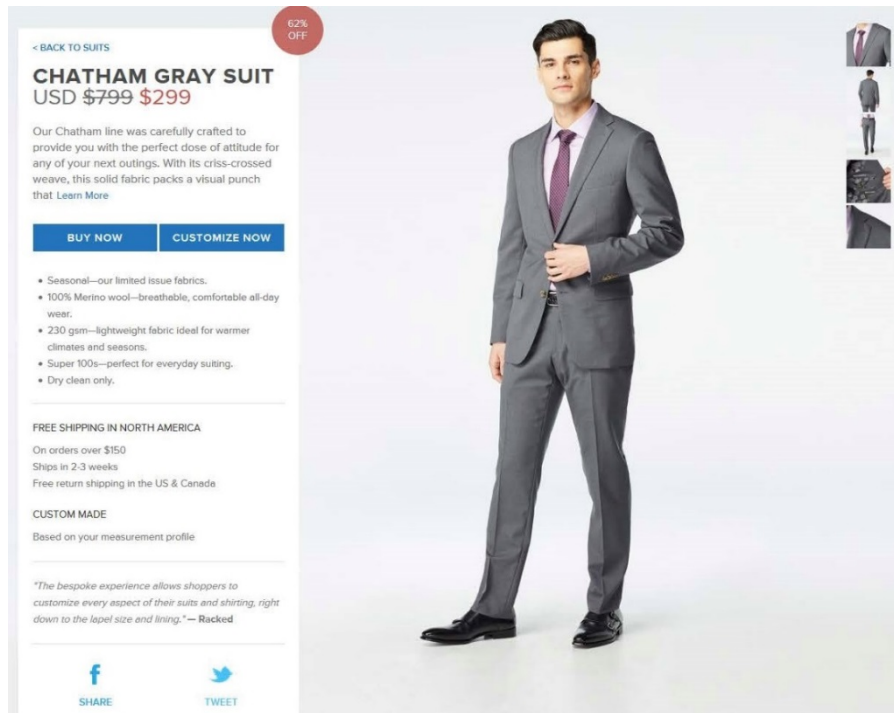 62%
OFF
< BACK TO SUITS
CHATHAM GRAY SUIT
USD $799 $299
Our Chatham line was carefully crafted to
provide you with the perfect dose of attitude for
any of your next outings. With its criss-crossed
weave, this solid fabric packs a visual punch
that Learn More
BUY NOW
CUSTOMIZE NOW
• Seasonal—our limited issue fabrics.
• 100% Merino wool—breathable, comfortable all-day
wear.
• 230 gsm—lightweight fabric ideal for warmer
climates and seasons.
• Super 100s—perfect for everyday suiting.
• Dry clean only.
FREE SHIPPING IN NORTH AMERICA
On orders over $150
Ships in 2-3 weeks
Free return shipping in the US & Canada
CUSTOM MADE
Based on your measurement profile
"The bespoke experience allows shoppers to
customize every aspect of their suits and shirting, right
down to the lapel size and lining." — Racked
SHARE
TWEET